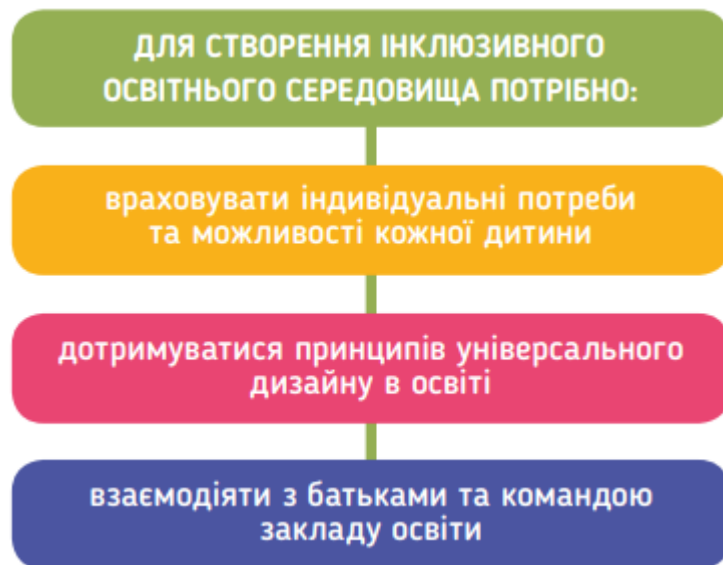 ДЛЯ СТВОРЕННЯ ІНКЛЮЗИВНОГО
ОСВІТНЬОГО СЕРЕДОВИЩА ПОТРІБНО:
враховувати індивідуальні потреби
та можливості кожної дитини
дотримуватися принципів універсального
дизайну в освіті
взаємодіяти з батьками та командою
закладу освіти